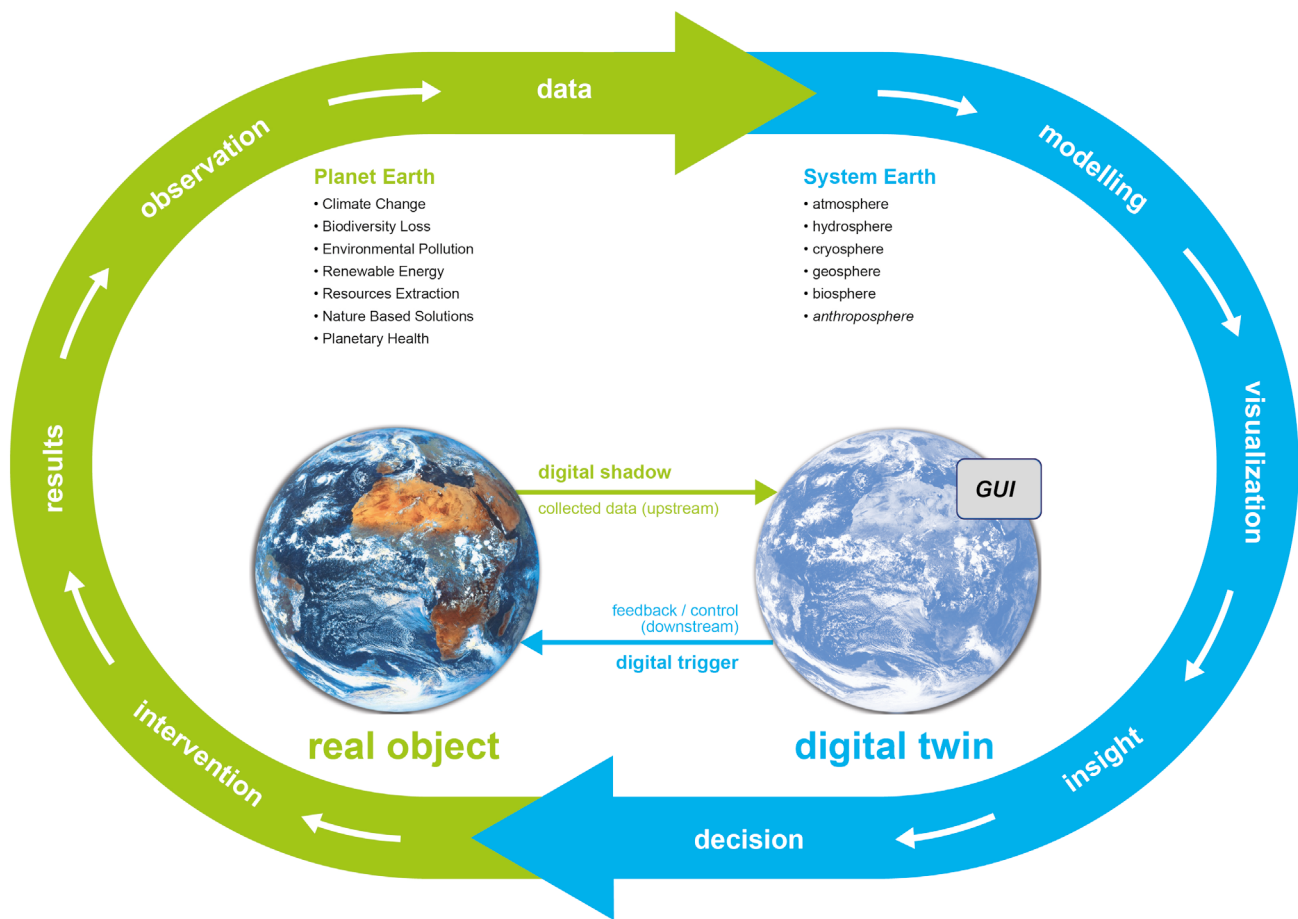 data
observation
modelling
Planet Earth
• Climate Change
• Biodiversity Loss
• Environmental Pollution
• Renewable Energy
• Resources Extraction
• Nature Based Solutions
• Planetary Health
System Earth
• atmosphere
• hydrosphere
• cryosphere
• geosphere
• biosphere
• anthroposphere
results
visualization
digital shadow
collected data (upstream)
GUI
feedback / control
(downstream)
digital trigger
real object
digital twin
intervention
insight
decision